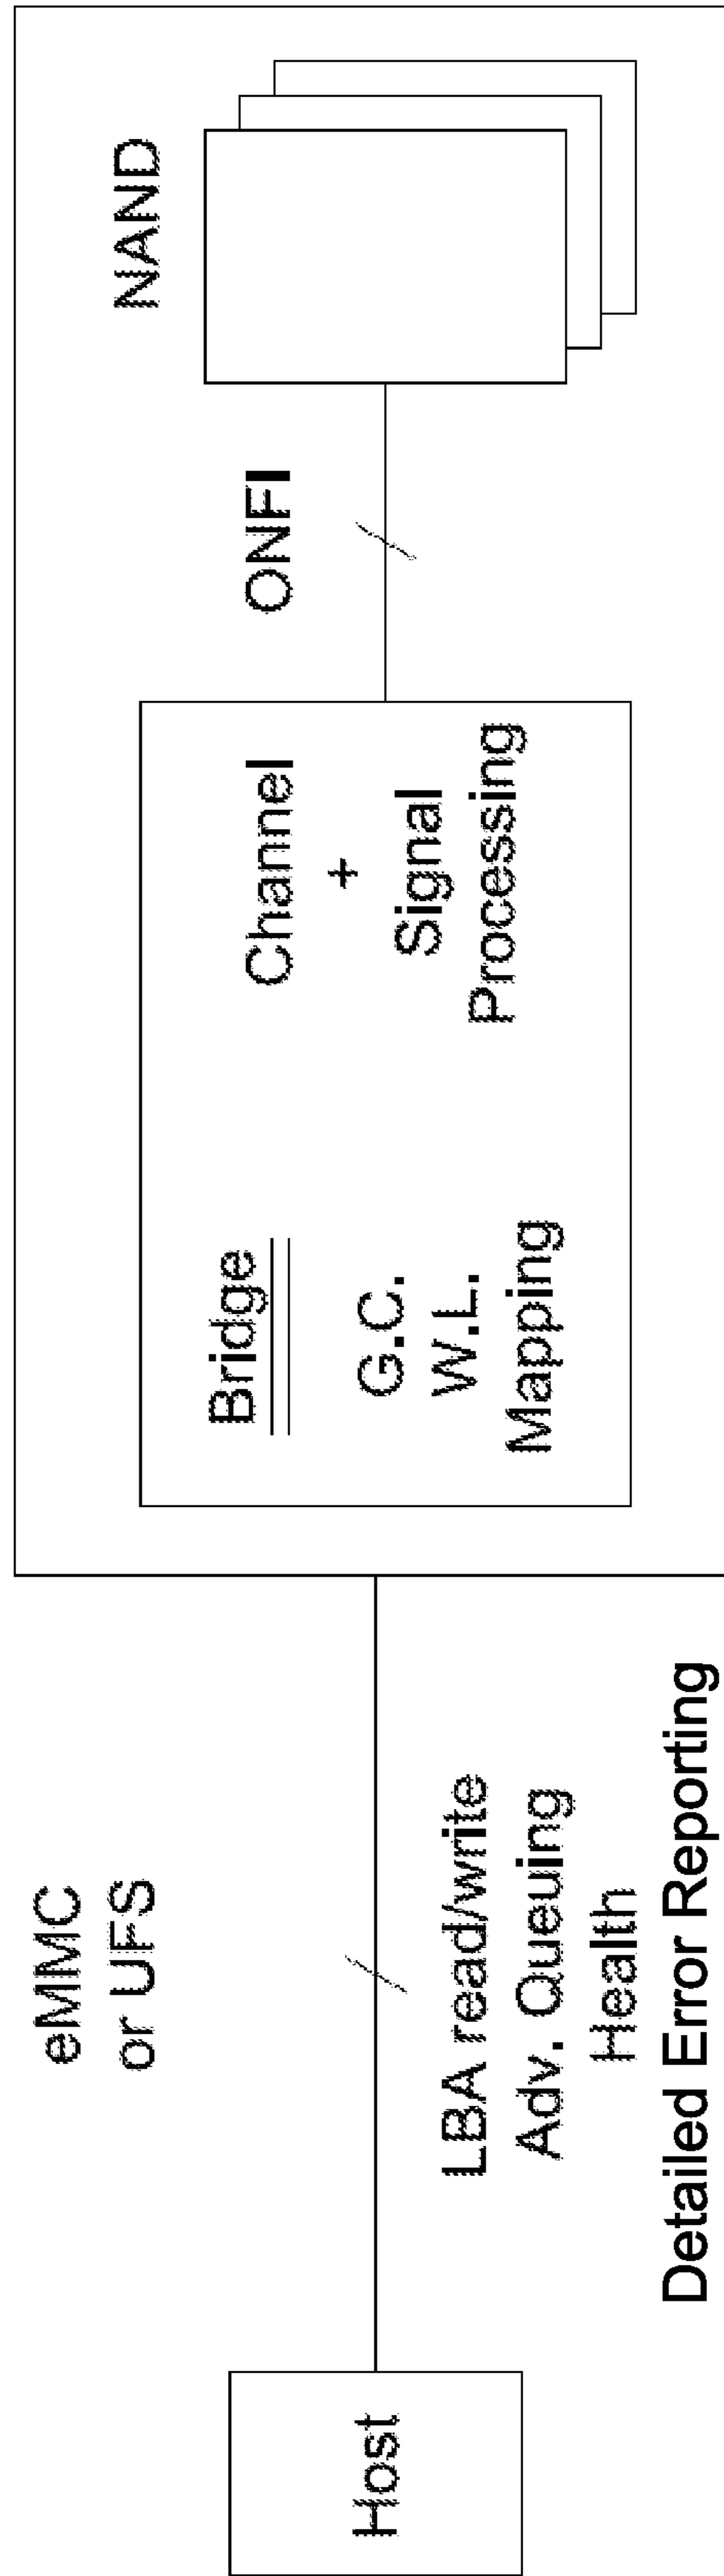 Host
eMMC
or UFS
LBA read/write
Adv. Queuing
Health
Detailed Error Reporting
Bridge
G.C.
W.L.
Mapping
Channel
+
Signal
Processing
ONFI
NAND